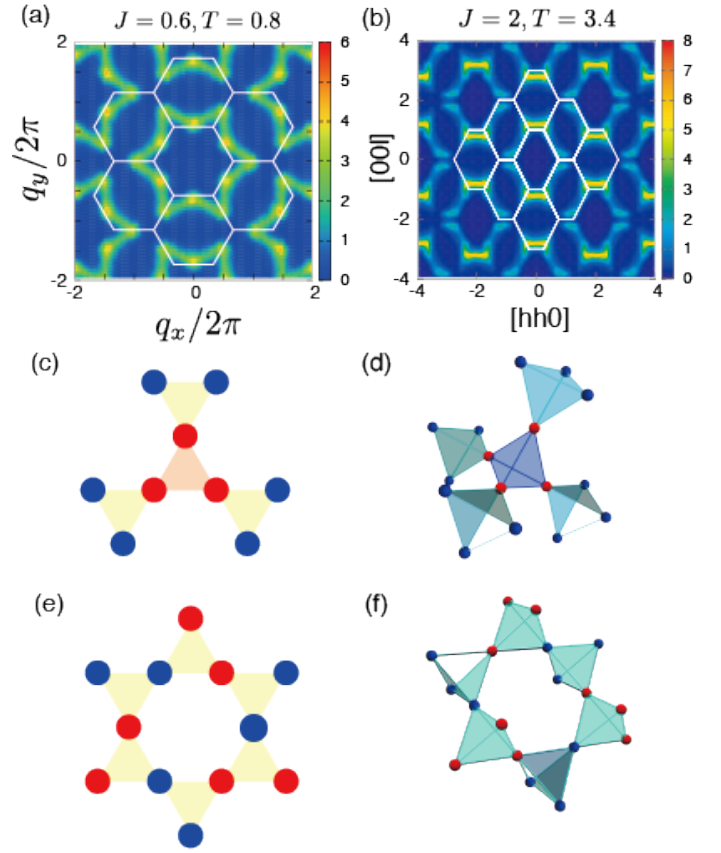 (a) J = 0.6, T = 0.8
(b) J = 2, T = 3.4
2
0
-2
q_y/2π
-2 0 2
q_x/2π
6
5
4
3
2
1
0
4
2
0
-2
-4
[00l]
-4 -2 0 2 4
[hh0]
8
7
6
5
4
3
2
1
0
(c)
(d)
(e)
(f)